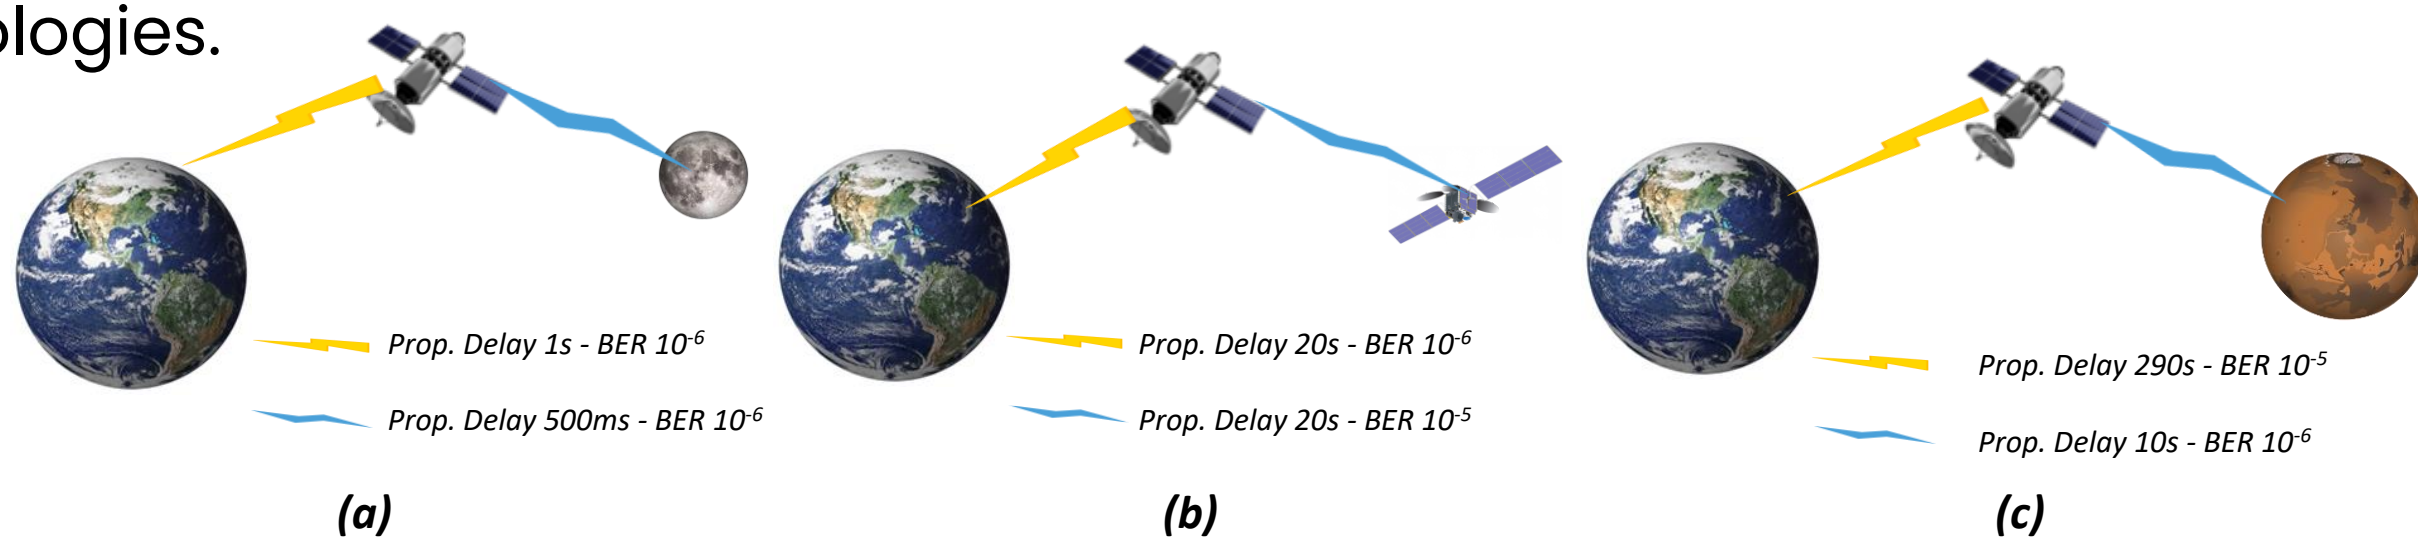 ologies.
Prop. Delay 1s - BER 10⁻⁶
Prop. Delay 500ms - BER 10⁻⁶
(a)
Prop. Delay 20s - BER 10⁻⁶
Prop. Delay 20s - BER 10⁻⁵
(b)
Prop. Delay 290s - BER 10⁻⁵
Prop. Delay 10s - BER 10⁻⁶
(c)